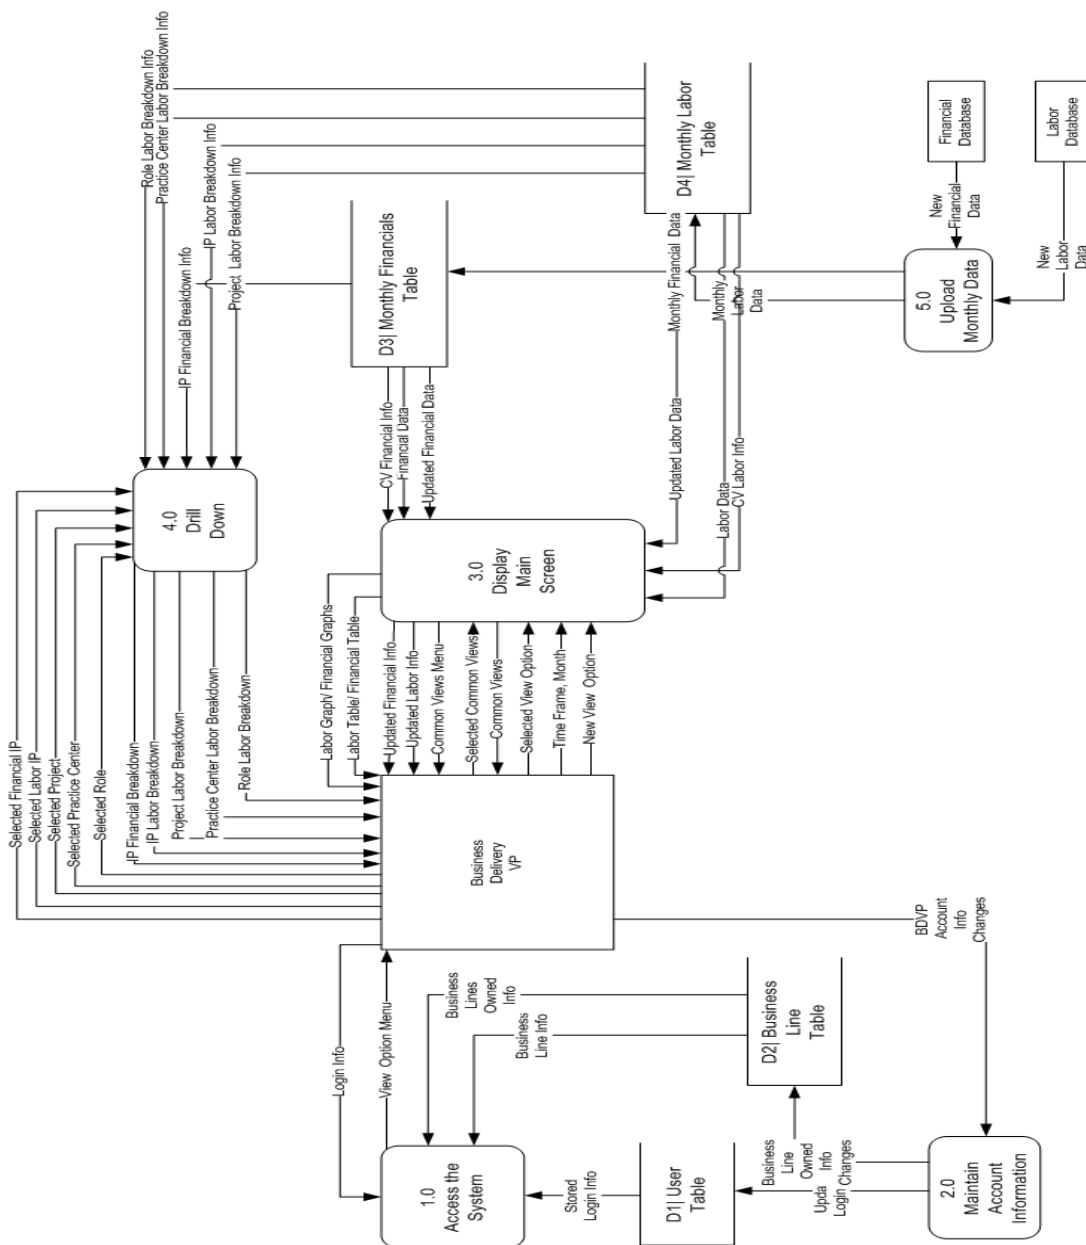 Selected Financial IP
Selected Labor IP
Selected Project
Selected Practice Center
Selected Role
IP Financial Breakdown
IP Labor Breakdown
Project Labor Breakdown
Practice Center Labor Breakdown
Role Labor Breakdown
4.0
Drill
Down
Role Labor Breakdown Info
Practice Center Labor Breakdown Info
IP Financial Breakdown Info
IP Labor Breakdown Info
Project Labor Breakdown Info
Login Info
View Option Menu
1.0
Access the
System
Business
Lines
Owned
Info
Business
Line Info
Stored
Login Info
D1| User
Table
D2| Business
Line
Table
Business
Line
Owned
Info
Changes
Upda
Login
2.0
Maintain
Account
Information
BDVP
Account
Info
Changes
Business
Delivery
VP
Labor Graph/ Financial Graphs
Labor Table/ Financial Table
Updated Financial Info
Updated Labor Info
Common Views Menu
Selected Common Views
Common Views
Selected View Option
Time Frame, Month
New View Option
3.0
Display
Main
Screen
CV Financial Info
Financial Data
Updated Financial Data
D3| Monthly Financials
Table
Updated Labor Data
Labor Data
CV Labor Info
Monthly Financial Data
Monthly
Labor
Data
D4| Monthly Labor
Table
5.0
Upload
Monthly Data
New
Financial
Data
New
Labor
Data
Financial
Database
Labor
Database